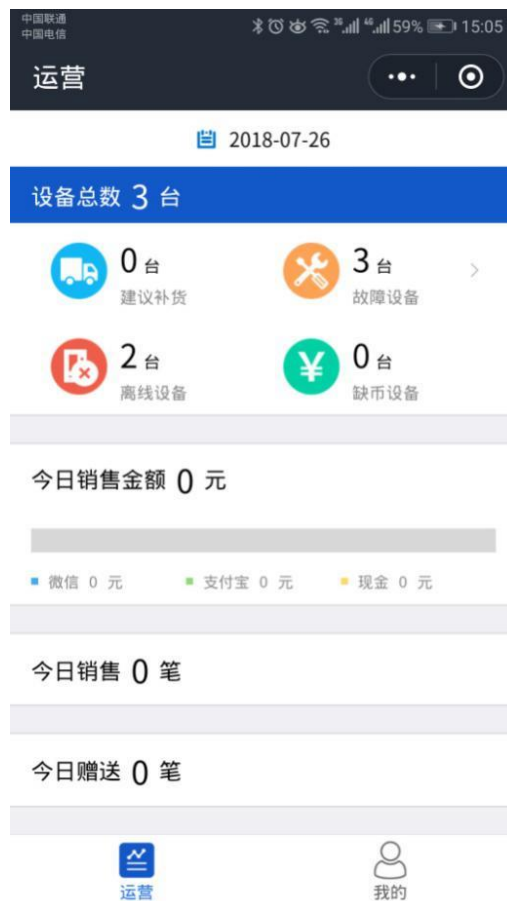 中国联通
中国电信
36 46 59% 15:05
运营
2018-07-26
设备总数 3 台
0 台
建议补货
3 台
故障设备
2 台
离线设备
¥
0 台
缺币设备
今日销售金额 0 元
微信 0 元 支付宝 0 元 现金 0 元
今日销售 0 笔
今日赠送 0 笔
运营 我的